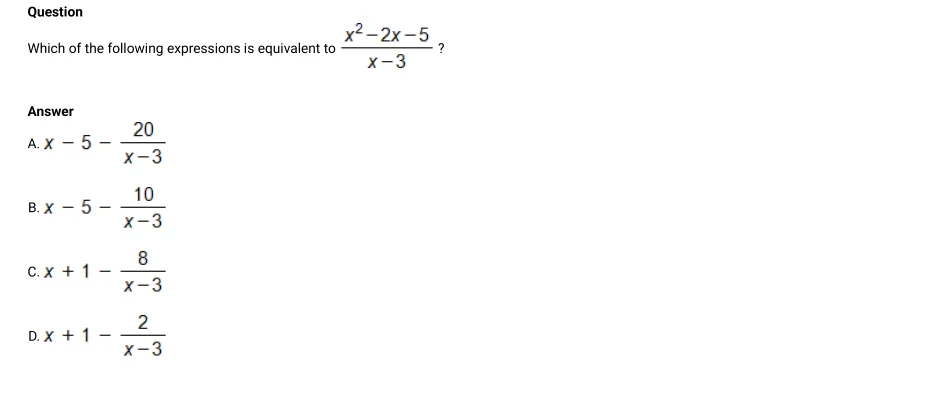 Question
Which of the following expressions is equivalent to (x² − 2x − 5)/(x − 3) ?
Answer
A. x − 5 − 20/(x − 3)
B. x − 5 − 10/(x − 3)
C. x + 1 − 8/(x − 3)
D. x + 1 − 2/(x − 3)